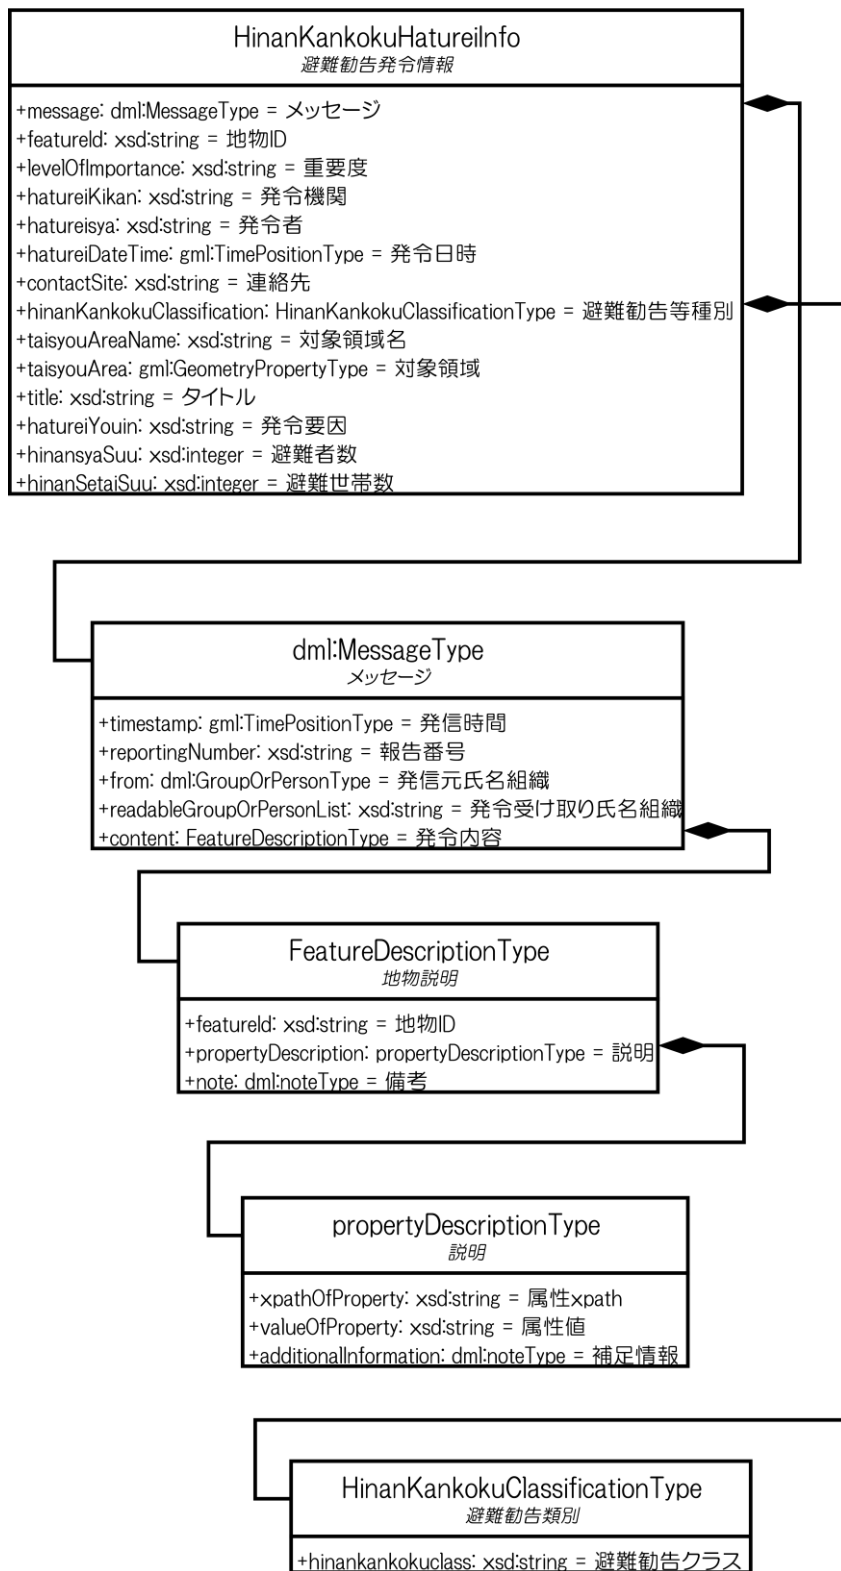 HinanKankokuHatureiInfo
避難勧告発令情報
+message: dml:MessageType = メッセージ
+featureId: xsd:string = 地物ID
+levelOfImportance: xsd:string = 重要度
+hatureiKikan: xsd:string = 発令機関
+hatureisya: xsd:string = 発令者
+hatureiDateTime: gml:TimePositionType = 発令日時
+contactSite: xsd:string = 連絡先
+hinanKankokuClassification: HinanKankokuClassificationType = 避難勧告等種別
+taisyouAreaName: xsd:string = 対象領域名
+taisyouArea: gml:GeometryPropertyType = 対象領域
+title: xsd:string = タイトル
+hatureiYouin: xsd:string = 発令要因
+hinansyaSuu: xsd:integer = 避難者数
+hinanSetaiSuu: xsd:integer = 避難世帯数
dml:MessageType
メッセージ
+timestamp: gml:TimePositionType = 発信時間
+reportingNumber: xsd:string = 報告番号
+from: dml:GroupOrPersonType = 発信元氏名組織
+readableGroupOrPersonList: xsd:string = 発令受け取り氏名組織
+content: FeatureDescriptionType = 発令内容
FeatureDescriptionType
地物説明
+featureId: xsd:string = 地物ID
+propertyDescription: propertyDescriptionType = 説明
+note: dml:noteType = 備考
propertyDescriptionType
説明
+xpathOfProperty: xsd:string = 属性xpath
+valueOfProperty: xsd:string = 属性値
+additionalInformation: dml:noteType = 補足情報
HinanKankokuClassificationType
避難勧告類別
+hinankankokuclass: xsd:string = 避難勧告クラス